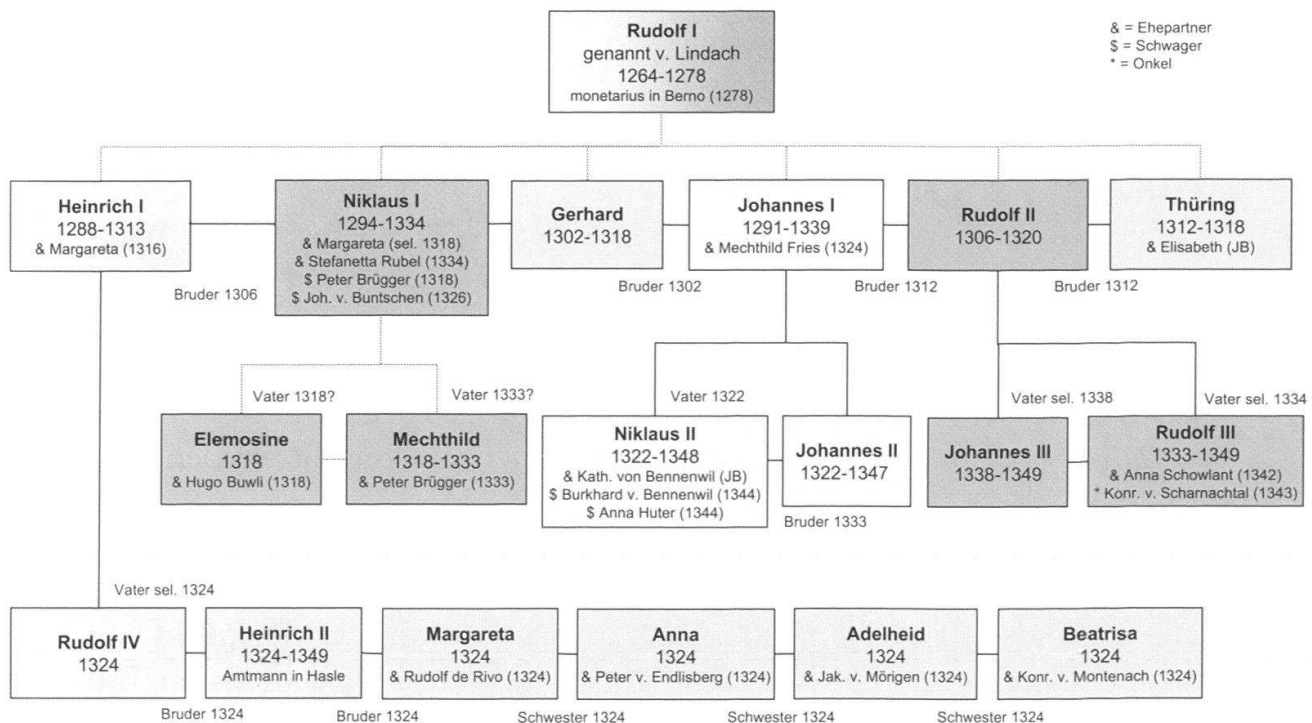 Rudolf I
genannt v. Lindach
1264-1278
monetarius in Berno (1278)
& = Ehepartner
$ = Schwager
* = Onkel
Heinrich I
1288-1313
& Margareta (1316)
Niklaus I
1294-1334
& Margareta (sel. 1318)
& Stefanetta Rubel (1334)
$ Peter Brügger (1318)
$ Joh. v. Buntschen (1326)
Gerhard
1302-1318
Johannes I
1291-1339
& Mechthild Fries (1324)
Rudolf II
1306-1320
Thüring
1312-1318
& Elisabeth (JB)
Bruder 1306
Bruder 1302
Bruder 1312
Bruder 1312
Vater 1318?
Vater 1333?
Vater 1322
Vater sel. 1338
Vater sel. 1334
Elemosine
1318
& Hugo Buwli (1318)
Mechthild
1318-1333
& Peter Brügger (1333)
Niklaus II
1322-1348
& Kath. von Bennenwil (JB)
$ Burkhard v. Bennenwil (1344)
$ Anna Huter (1344)
Johannes II
1322-1347
Johannes III
1338-1349
Rudolf III
1333-1349
& Anna Schowlant (1342)
* Konr. v. Scharnachtal (1343)
Bruder 1333
Vater sel. 1324
Rudolf IV
1324
Heinrich II
1324-1349
Amtmann in Hasle
Margareta
1324
& Rudolf de Rivo (1324)
Anna
1324
& Peter v. Endlisberg (1324)
Adelheid
1324
& Jak. v. Mörigen (1324)
Beatrisa
1324
& Konr. v. Montenach (1324)
Bruder 1324
Bruder 1324
Schwester 1324
Schwester 1324
Schwester 1324